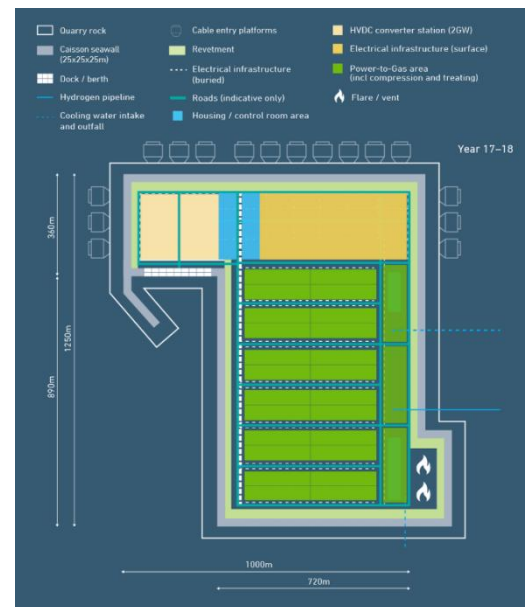 Quarry rock
Caisson seawall
(25x25x25m)
Dock / berth
Hydrogen pipeline
Cooling water intake
and outfall
Cable entry platforms
Revetment
Electrical infrastructure
(buried)
Roads (indicative only)
Housing / control room area
HVDC converter station (2GW)
Electrical infrastructure (surface)
Power-to-Gas area
(incl compression and treating)
Flare / vent
Year 17–18
360m
1250m
890m
1000m
720m